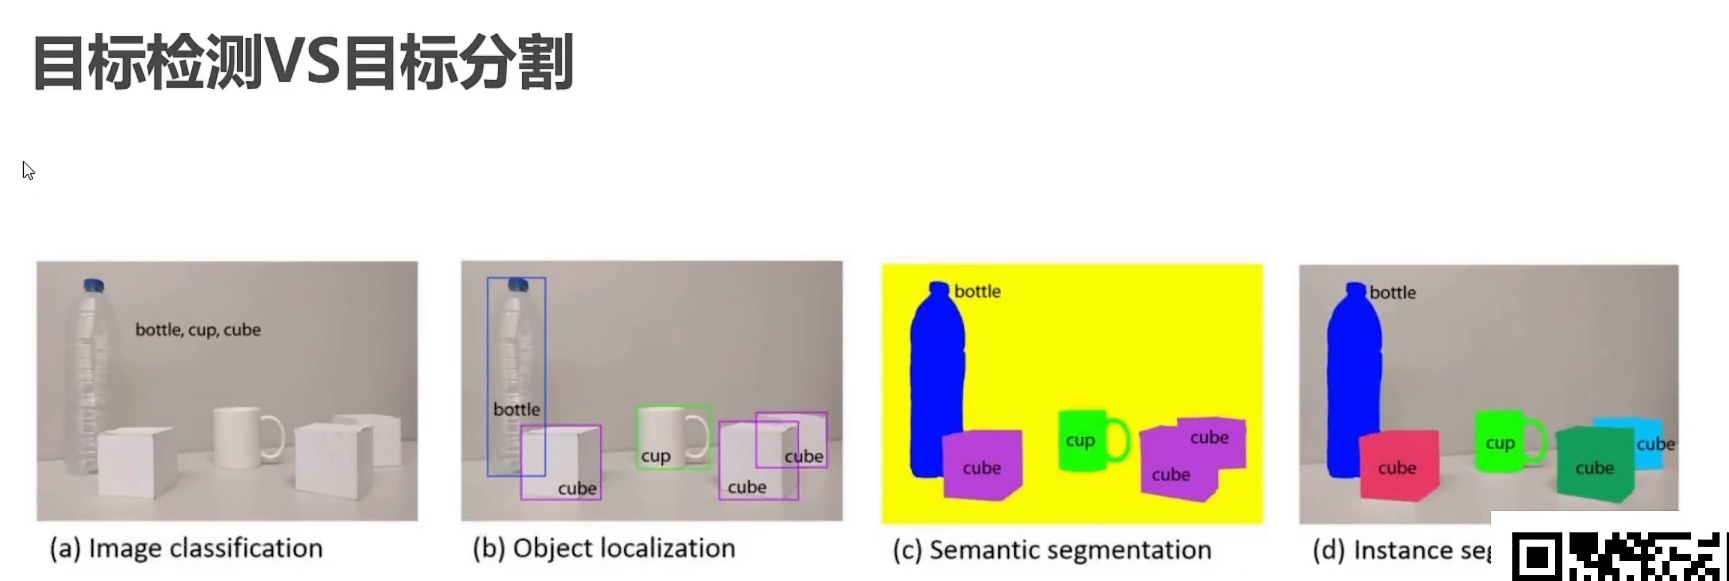 目标检测VS目标分割
bottle, cup, cube
bottle
cup
cube
cube
cube
bottle
cup
cube
cube
cube
bottle
cup
cube
cube
cube
(a) Image classification
(b) Object localization
(c) Semantic segmentation
(d) Instance seg